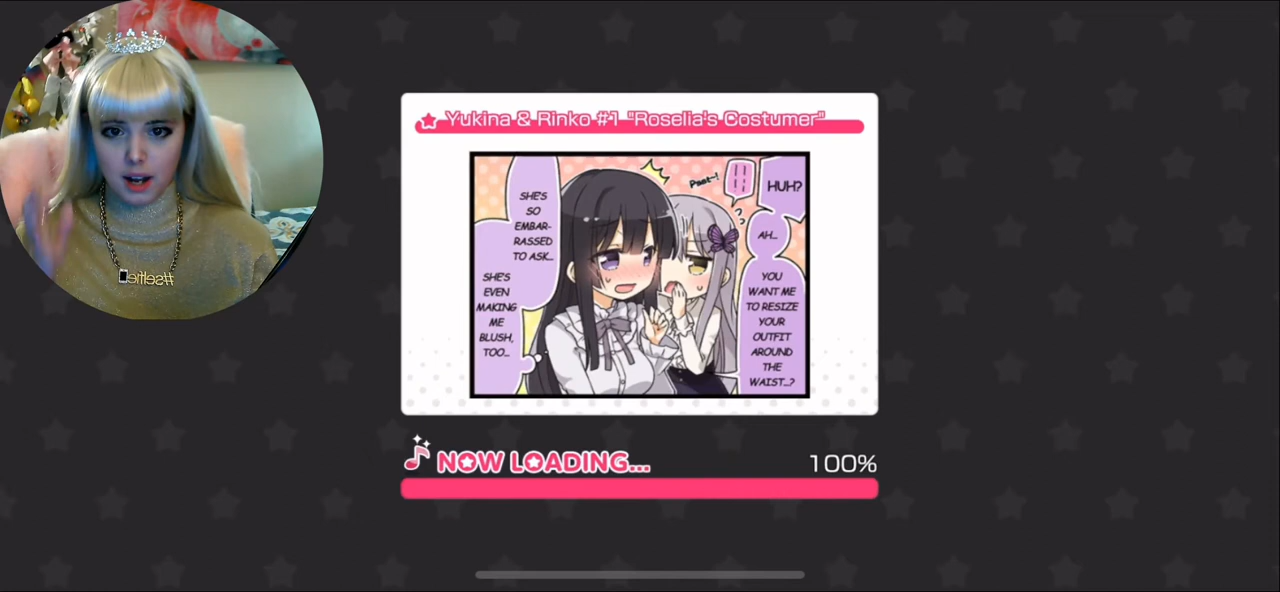 Yukina & Rinko #1 "Roselia's Costumer"
HUH?
Psst~!
AH...
YOU
WANT ME
TO RESIZE
YOUR
OUTFIT
AROUND
THE
WAIST...?
SHE'S
SO
EMBAR-
RASSED
TO ASK...
SHE'S
EVEN
MAKING
ME
BLUSH,
TOO...
NOW LOADING...
100%
#selfie